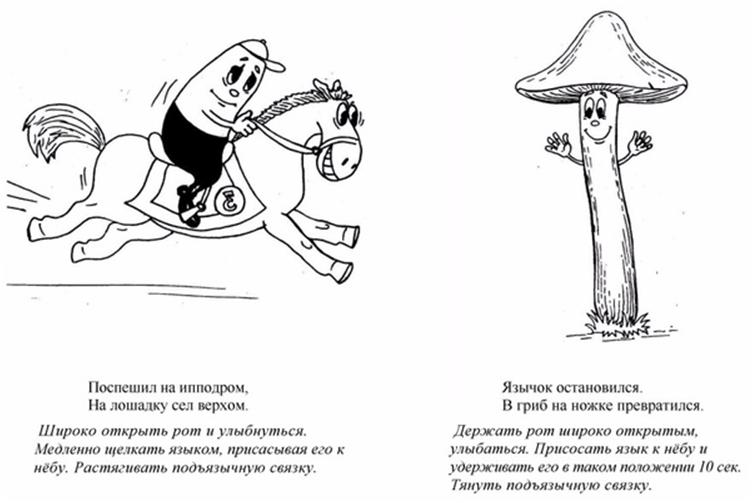 3
Поспешил на ипподром,
На лошадку сел верхом.
Широко открыть рот и улыбнуться.
Медленно щелкать языком, присасывая его к
нёбу. Растягивать подъязычную связку.
Язычок остановился.
В гриб на ножке превратился.
Держать рот широко открытым,
улыбаться. Присосать язык к нёбу и
удерживать его в таком положении 10 сек.
Тянуть подъязычную связку.